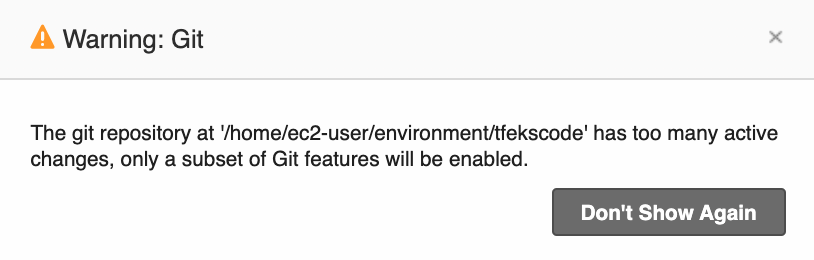 Warning: Git
The git repository at '/home/ec2-user/environment/tfekscode' has too many active
changes, only a subset of Git features will be enabled.
Don't Show Again